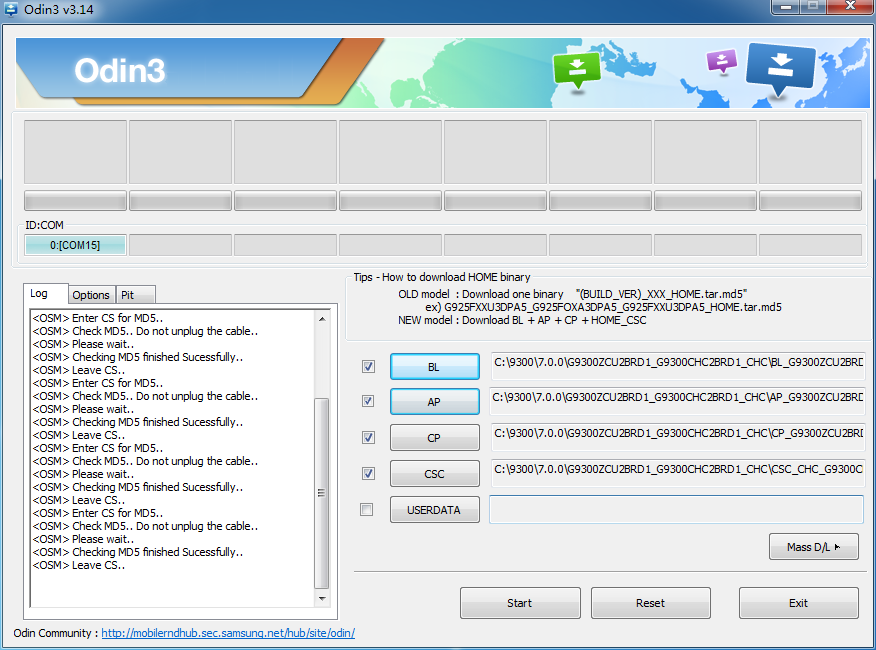 Odin3 v3.14
Odin3
ID:COM
0:[COM15]
Log
Options
Pit
<OSM> Enter CS for MD5..
<OSM> Check MD5.. Do not unplug the cable..
<OSM> Please wait..
<OSM> Checking MD5 finished Sucessfully..
<OSM> Leave CS..
<OSM> Enter CS for MD5..
<OSM> Check MD5.. Do not unplug the cable..
<OSM> Please wait..
<OSM> Checking MD5 finished Sucessfully..
<OSM> Leave CS..
<OSM> Enter CS for MD5..
<OSM> Check MD5.. Do not unplug the cable..
<OSM> Please wait..
<OSM> Checking MD5 finished Sucessfully..
<OSM> Leave CS..
<OSM> Enter CS for MD5..
<OSM> Check MD5.. Do not unplug the cable..
<OSM> Please wait..
<OSM> Checking MD5 finished Sucessfully..
<OSM> Leave CS..
Tips - How to download HOME binary
OLD model : Download one binary "(BUILD_VER)_XXX_HOME.tar.md5"
ex) G925FXXU3DPA5_G925FOXA3DPA5_G925FXXU3DPA5_HOME.tar.md5
NEW model : Download BL + AP + CP + HOME_CSC
BL C:\9300\7.0.0\G9300ZCU2BRD1_G9300CHC2BRD1_CHC\BL_G9300ZCU2BRD
AP C:\9300\7.0.0\G9300ZCU2BRD1_G9300CHC2BRD1_CHC\AP_G9300ZCU2BRD
CP C:\9300\7.0.0\G9300ZCU2BRD1_G9300CHC2BRD1_CHC\CP_G9300ZCU2BRD
CSC C:\9300\7.0.0\G9300ZCU2BRD1_G9300CHC2BRD1_CHC\CSC_CHC_G9300C
USERDATA
Mass D/L
Start
Reset
Exit
Odin Community : http://mobilerndhub.sec.samsung.net/hub/site/odin/